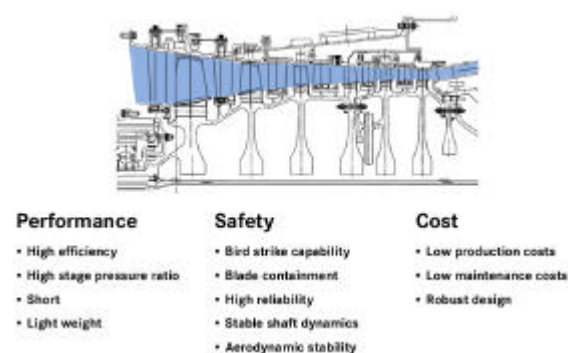 Performance
• High efficiency
• High stage pressure ratio
• Short
• Light weight
Safety
• Bird strike capability
• Blade containment
• High reliability
• Stable shaft dynamics
• Aerodynamic stability
Cost
• Low production costs
• Low maintenance costs
• Robust design